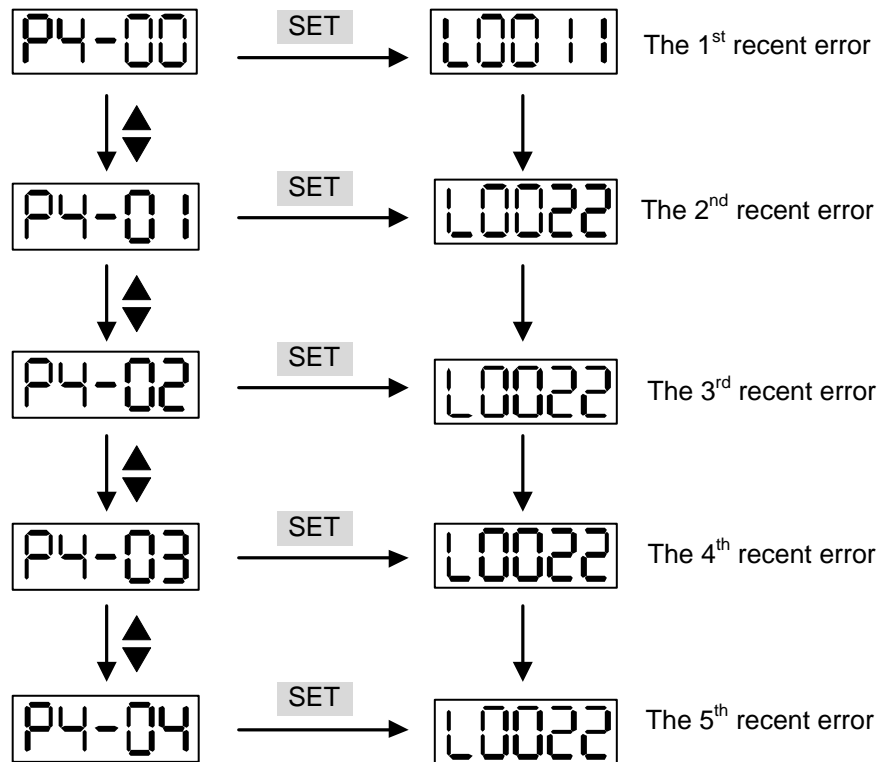 P4-00 SET L0011 The 1st recent error
P4-01 SET L0022 The 2nd recent error
P4-02 SET L0022 The 3rd recent error
P4-03 SET L0022 The 4th recent error
P4-04 SET L0022 The 5th recent error